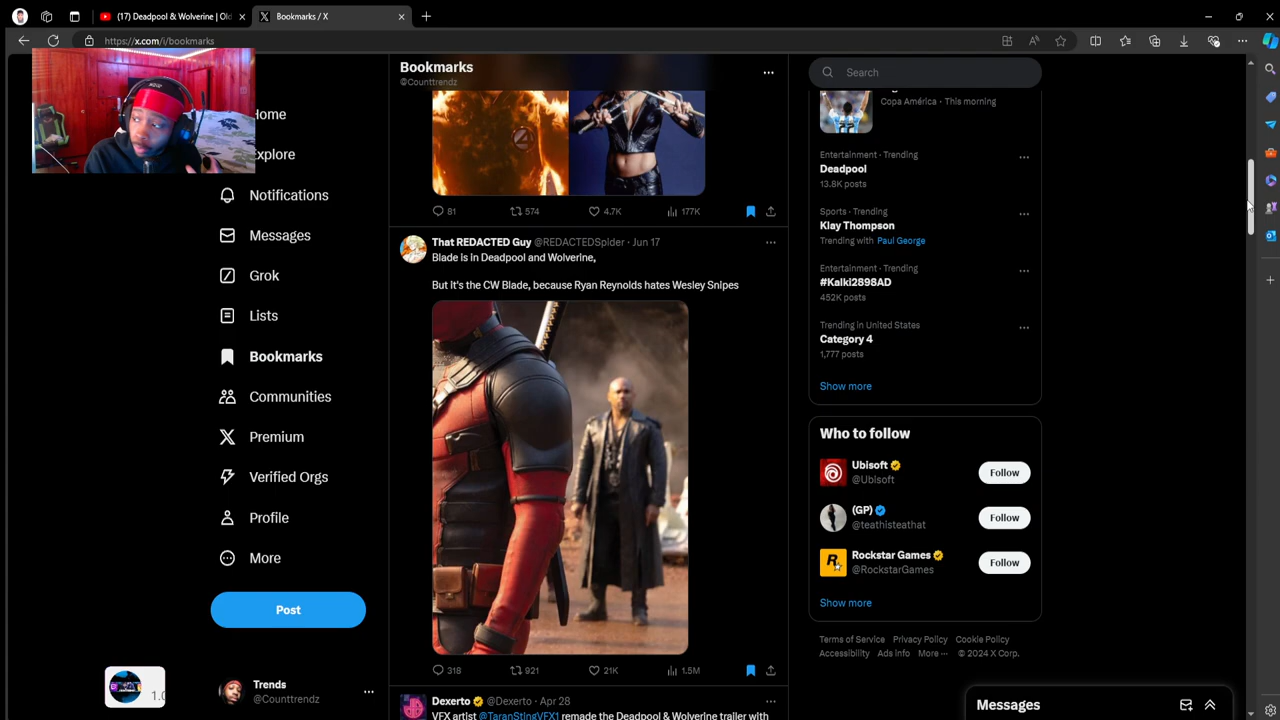 (17) Deadpool & Wolverine | Old
Bookmarks / X
https://x.com/i/bookmarks
Home
Explore
Notifications
Messages
Grok
Lists
Bookmarks
Communities
Premium
Verified Orgs
Profile
More
Post
1.0
Trends
@Counttrendz
Bookmarks
@Counttrendz
81
574
4.7K
177K
That REDACTED Guy @REDACTEDSpider · Jun 17
Blade is in Deadpool and Wolverine,
But it's the CW Blade, because Ryan Reynolds hates Wesley Snipes
318
921
21K
1.5M
Dexerto @Dexerto · Apr 28
VFX artist @TaranStingVFX1 remade the Deadpool & Wolverine trailer with
Search
Copa América · This morning
Entertainment · Trending
Deadpool
13.8K posts
Sports · Trending
Klay Thompson
Trending with Paul George
Entertainment · Trending
#Kalki2898AD
452K posts
Trending in United States
Category 4
1,777 posts
Show more
Who to follow
Ubisoft
@Ubisoft
Follow
(GP)
@teathisteathat
Follow
Rockstar Games
@RockstarGames
Follow
Show more
Terms of Service Privacy Policy Cookie Policy
Accessibility Ads info More ··· © 2024 X Corp.
Messages